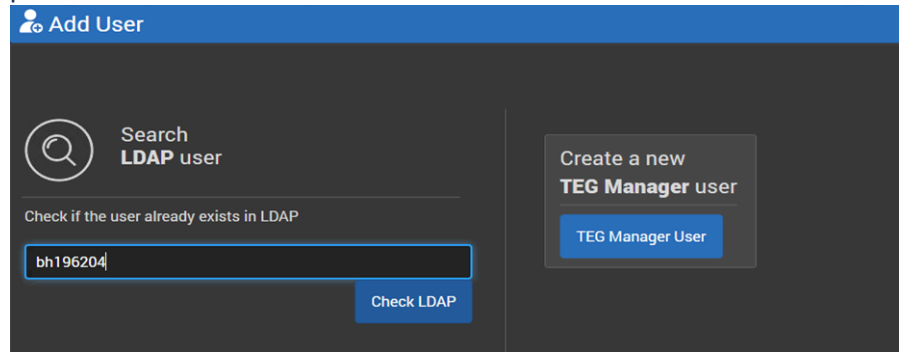 Add User
Search
LDAP user
Check if the user already exists in LDAP
bh196204
Check LDAP
Create a new
TEG Manager user
TEG Manager User